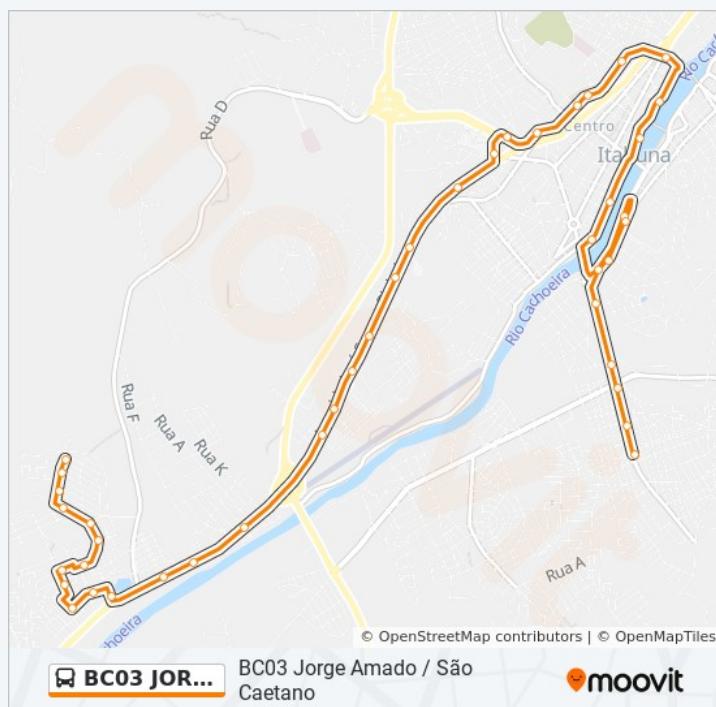 Rio Cachoeira
Rua D
Centro
Itabuna
Rio Cachoeira
Rua F
Rua A
Rua K
Rua A
Cachoeira
© OpenStreetMap contributors | © OpenMapTiles
BC03 JOR...
BC03 Jorge Amado / São
Caetano
moovit